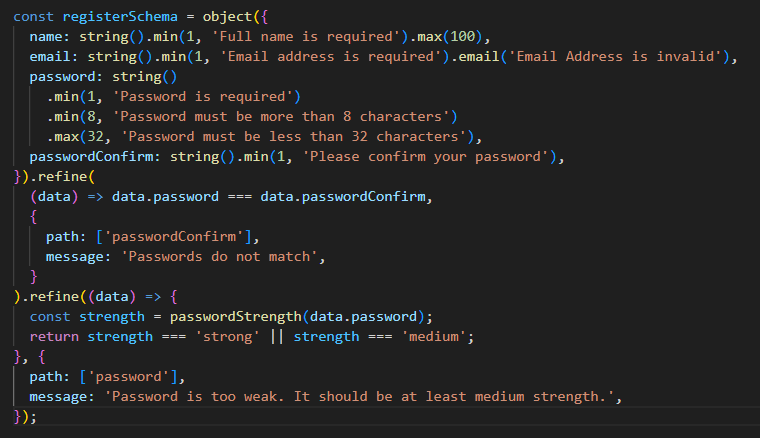 const registerSchema = object({
  name: string().min(1, 'Full name is required').max(100),
  email: string().min(1, 'Email address is required').email('Email Address is invalid'),
  password: string()
    .min(1, 'Password is required')
    .min(8, 'Password must be more than 8 characters')
    .max(32, 'Password must be less than 32 characters'),
  passwordConfirm: string().min(1, 'Please confirm your password'),
}).refine(
  (data) => data.password === data.passwordConfirm,
  {
    path: ['passwordConfirm'],
    message: 'Passwords do not match',
  }
).refine((data) => {
  const strength = passwordStrength(data.password);
  return strength === 'strong' || strength === 'medium';
}, {
  path: ['password'],
  message: 'Password is too weak. It should be at least medium strength.',
});